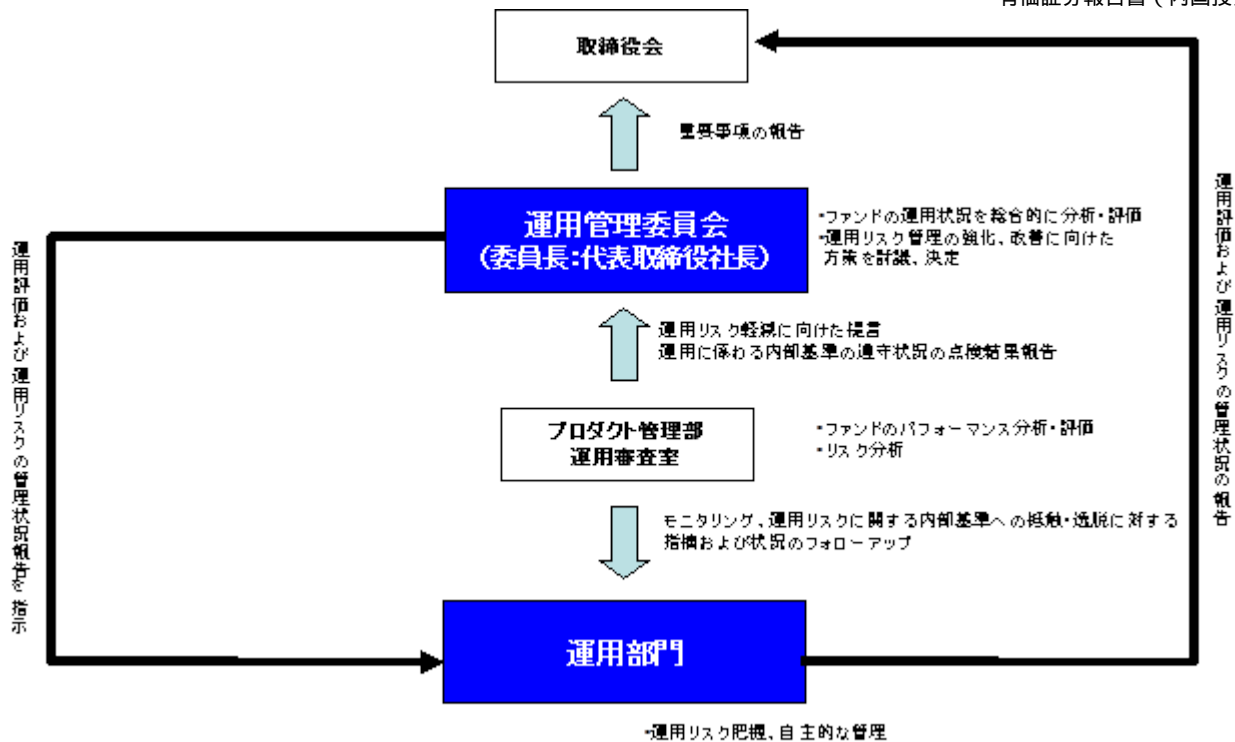 有価証券報告書（内国投
取締役会
重要事項の報告
運用管理委員会
(委員長:代表取締役社長)
・ファンドの運用状況を総合的に分析・評価
・運用リスク管理の強化、改善に向けた
方策を討議、決定
運用リスク軽減に向けた提言
運用に係わる内部基準の遵守状況の点検結果報告
プロダクト管理部
運用審査室
・ファンドのパフォーマンス分析・評価
・リスク分析
モニタリング、運用リスクに関する内部基準への抵触・逸脱に対する
指摘および状況のフォローアップ
運用部門
・運用リスク把握、自主的な管理
運用評価および運用リスクの管理状況報告を指示
運用評価および運用リスクの管理状況の報告